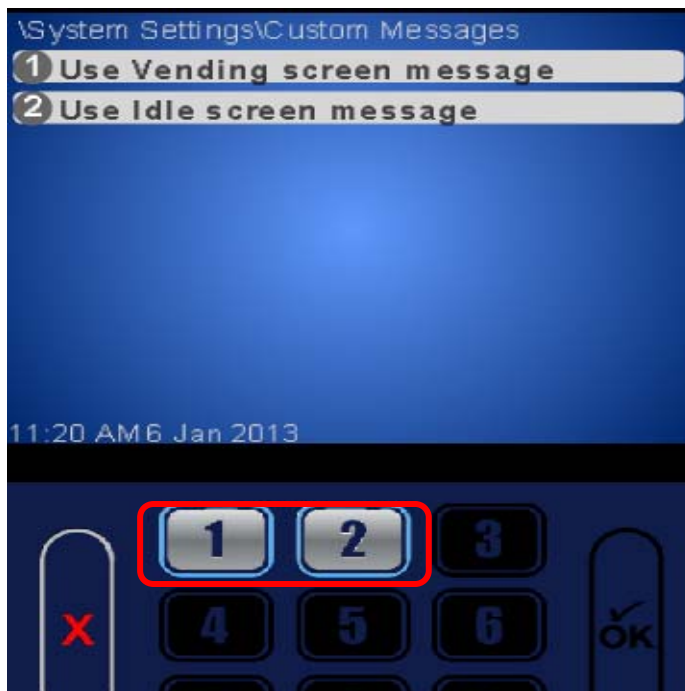 \System Settings\Custom Messages
1 Use Vending screen message
2 Use Idle screen message
11:20 AM 6 Jan 2013
1 2 3
4 5 6
X
OK